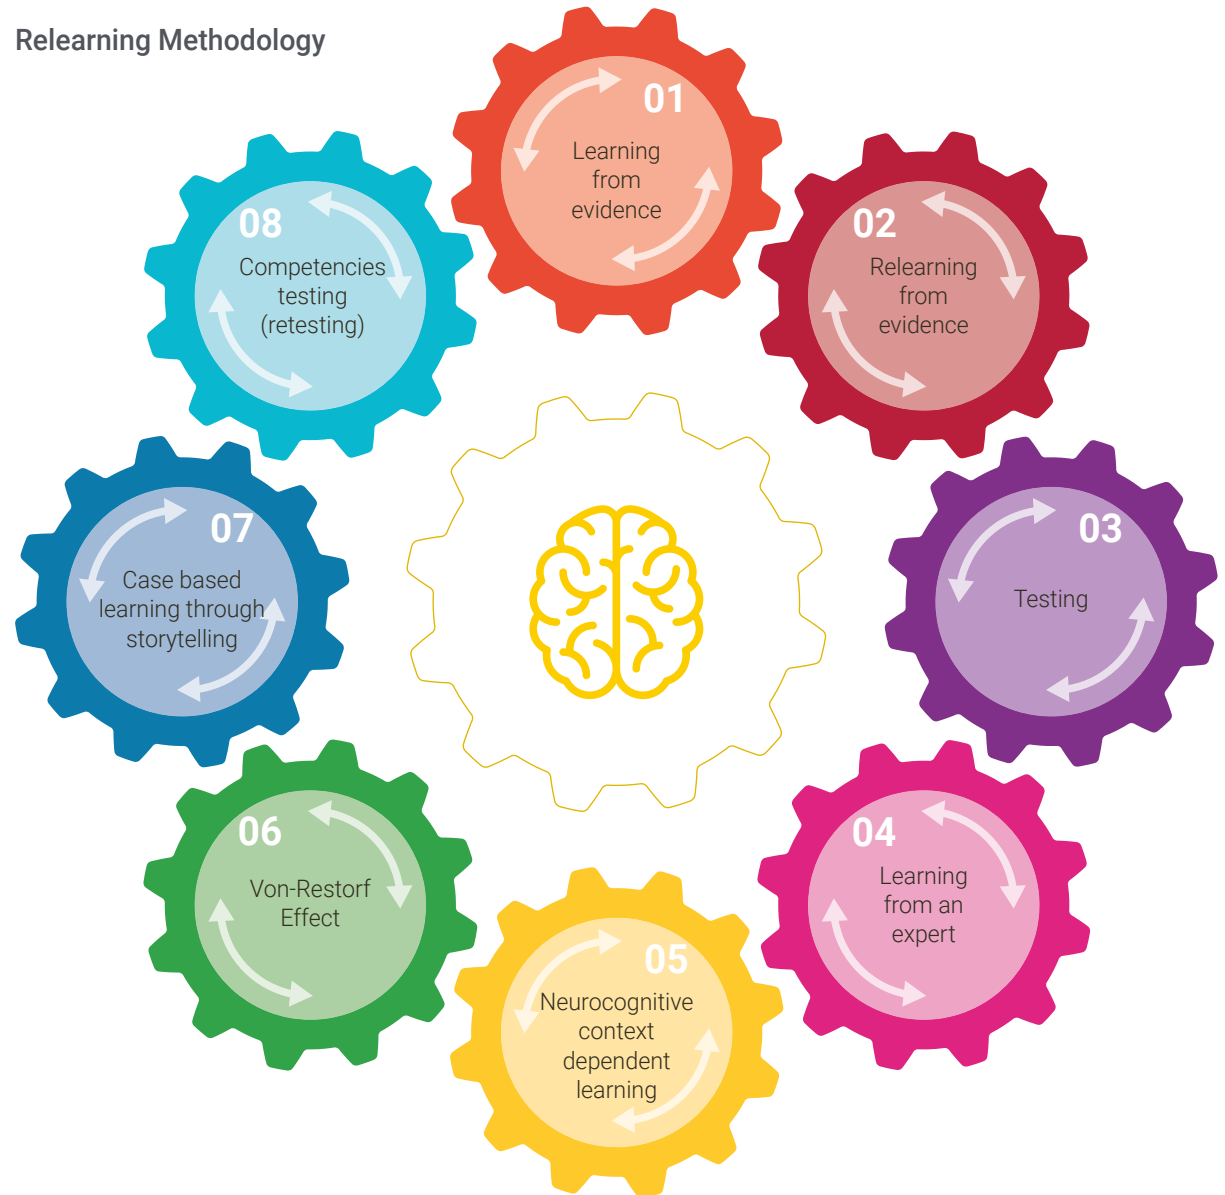 Relearning Methodology
01
Learning
from
evidence
02
Relearning
from
evidence
03
Testing
04
Learning
from an
expert
05
Neurocognitive
context
dependent
learning
06
Von-Restorf
Effect
07
Case based
learning through
storytelling
08
Competencies
testing
(retesting)